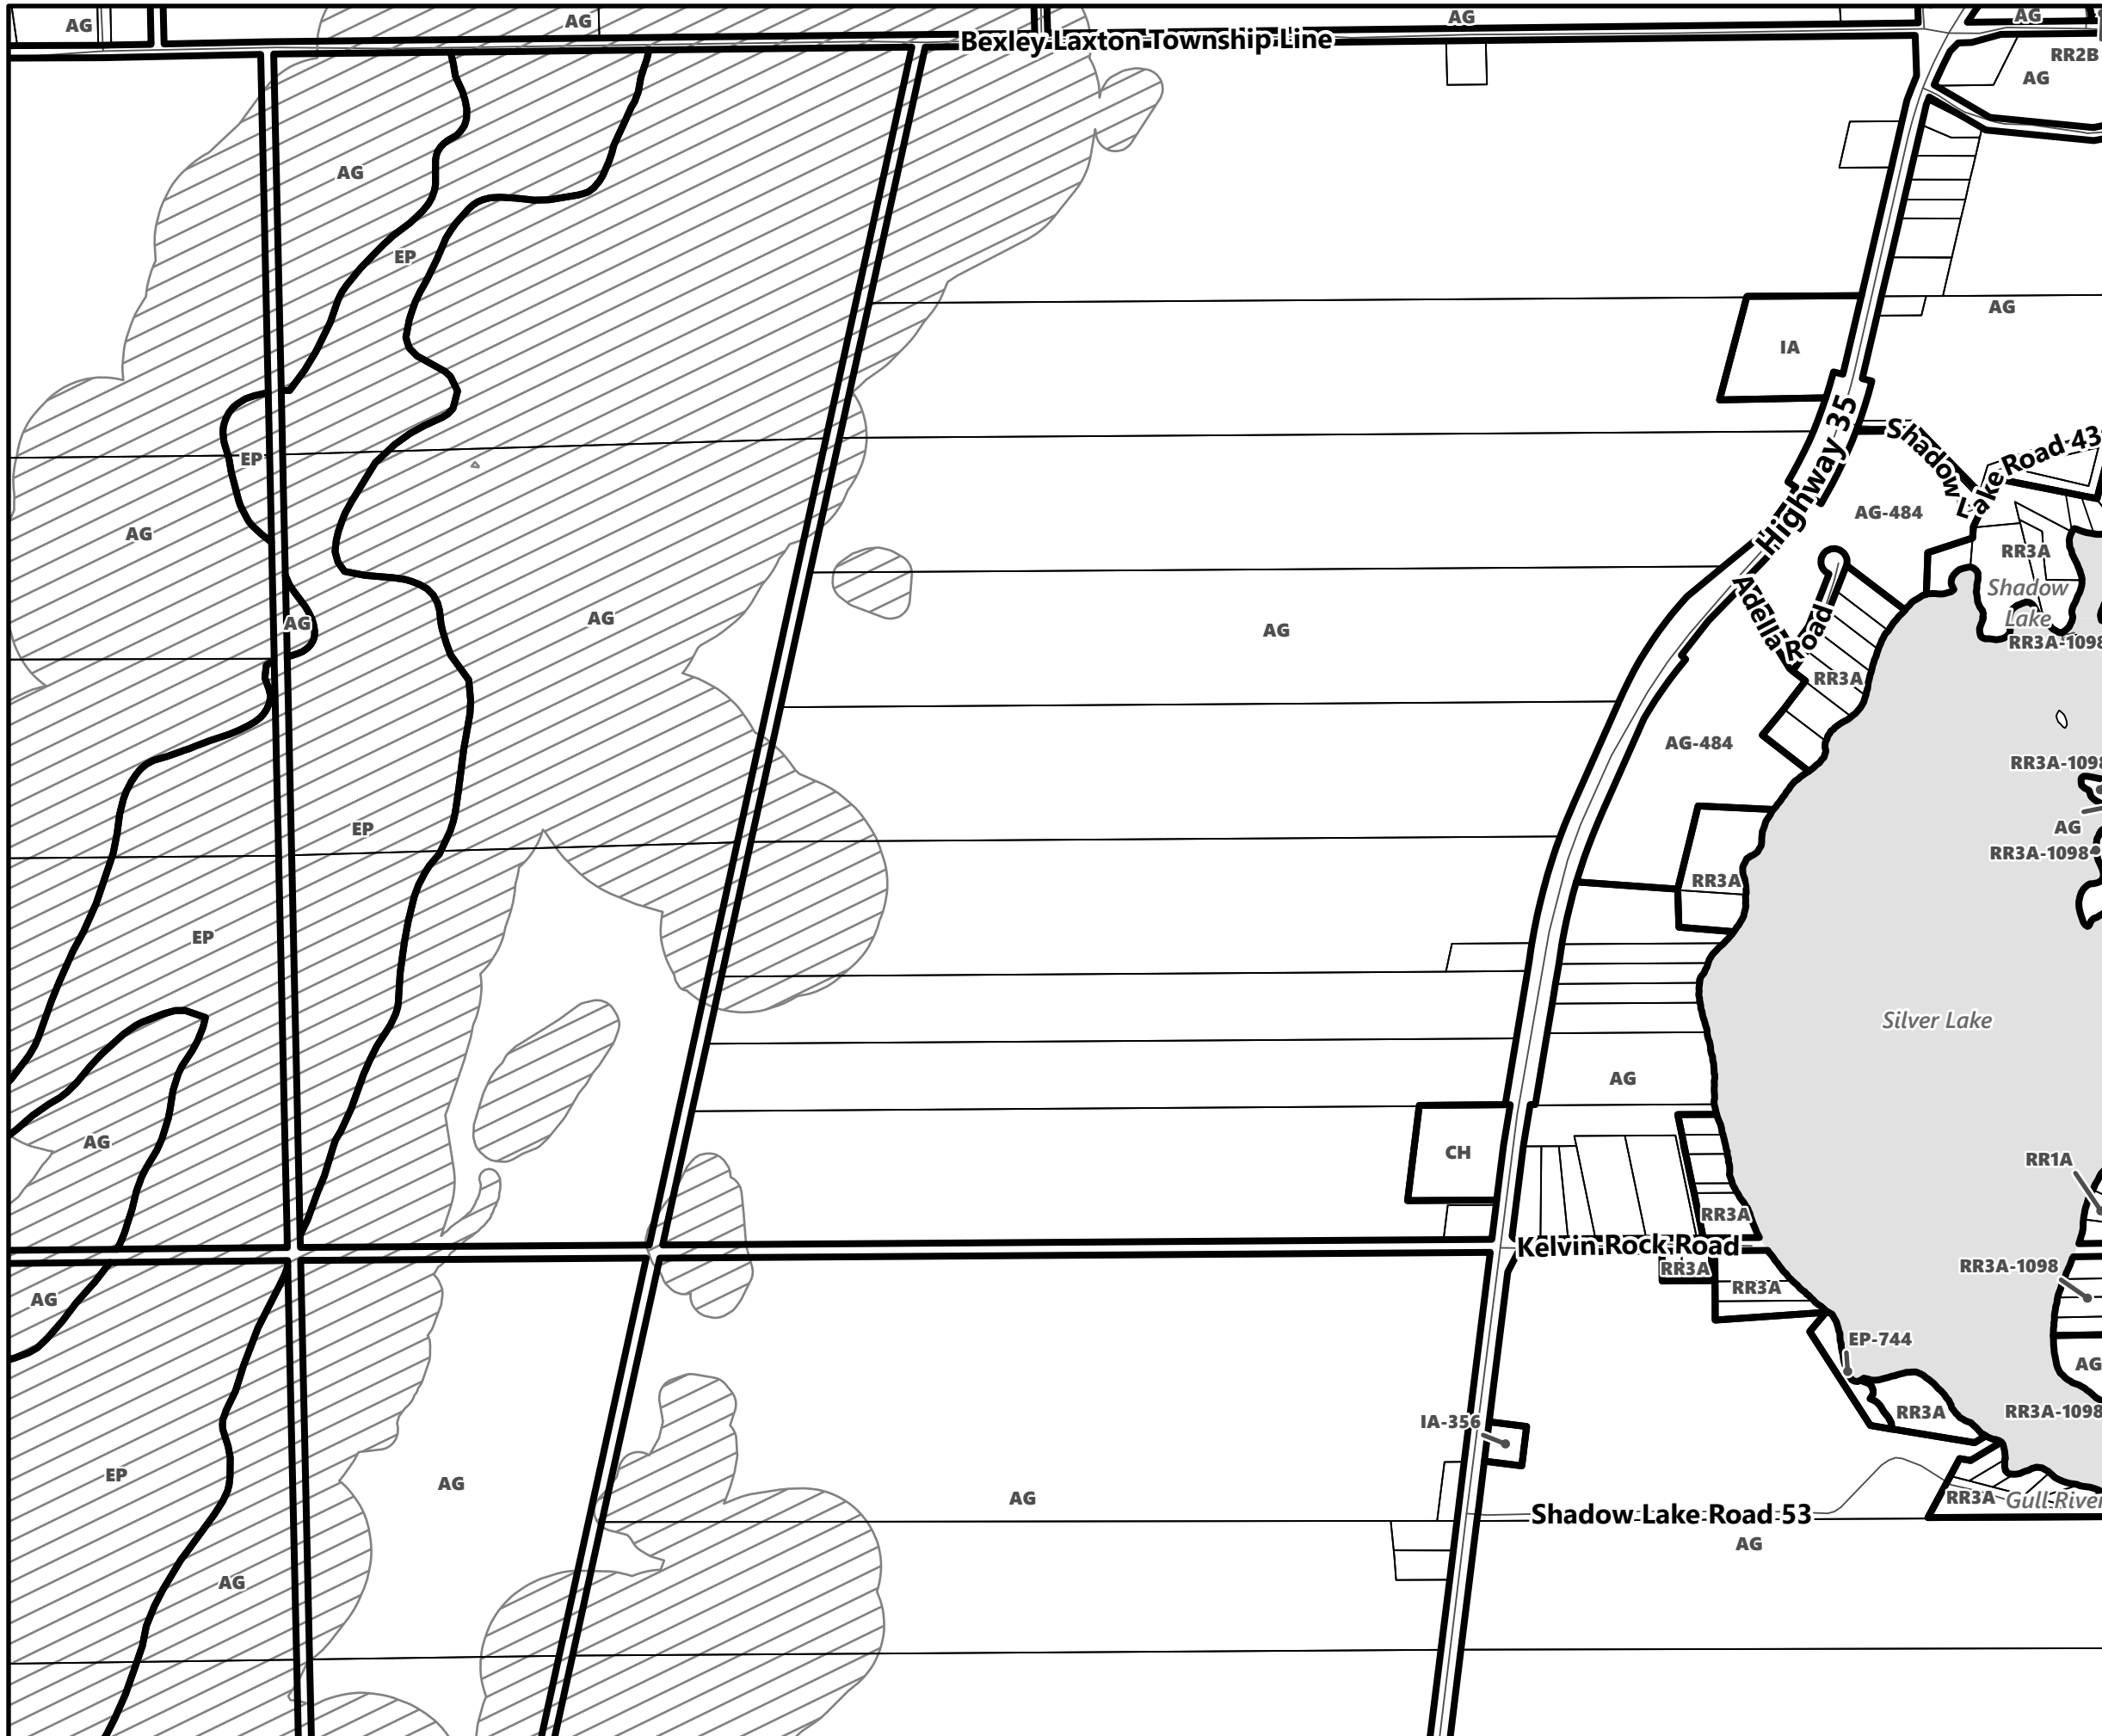 AG
AG
AG
AG
Bexley Laxton Township Line
RR2B
AG
AG
EP
AG
IA
Highway 35
Shadow Lake Road 43
EP
AG-484
AG
RR3A
Shadow
Lake
AG
AG
AG
Adella Road
RR3A-1098
RR3A
AG-484
RR3A-1098
EP
AG
RR3A-1098
RR3A
EP
Silver Lake
AG
AG
CH
RR1A
RR3A
Kelvin Rock Road
RR3A
RR3A-1098
RR3A
AG
EP-744
AG
RR3A
RR3A-1098
IA-356
EP
AG
AG
RR3A
Gull River
Shadow Lake Road 53
AG
AG